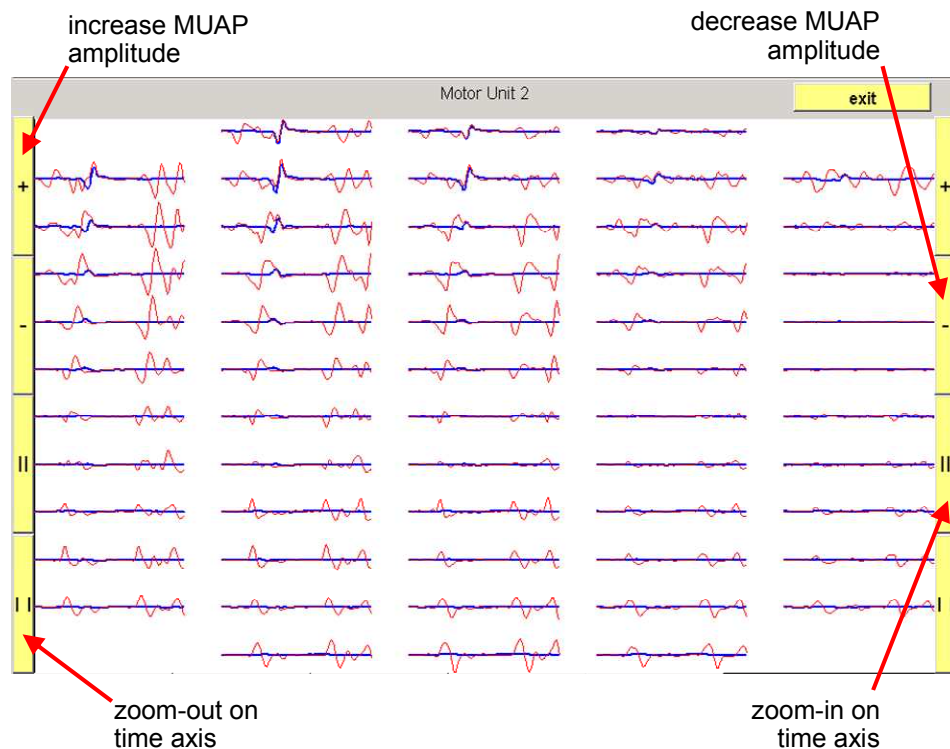 increase MUAP
amplitude
decrease MUAP
amplitude
Motor Unit 2
exit
+
+
-
-
II
II
I I
I
zoom-out on
time axis
zoom-in on
time axis